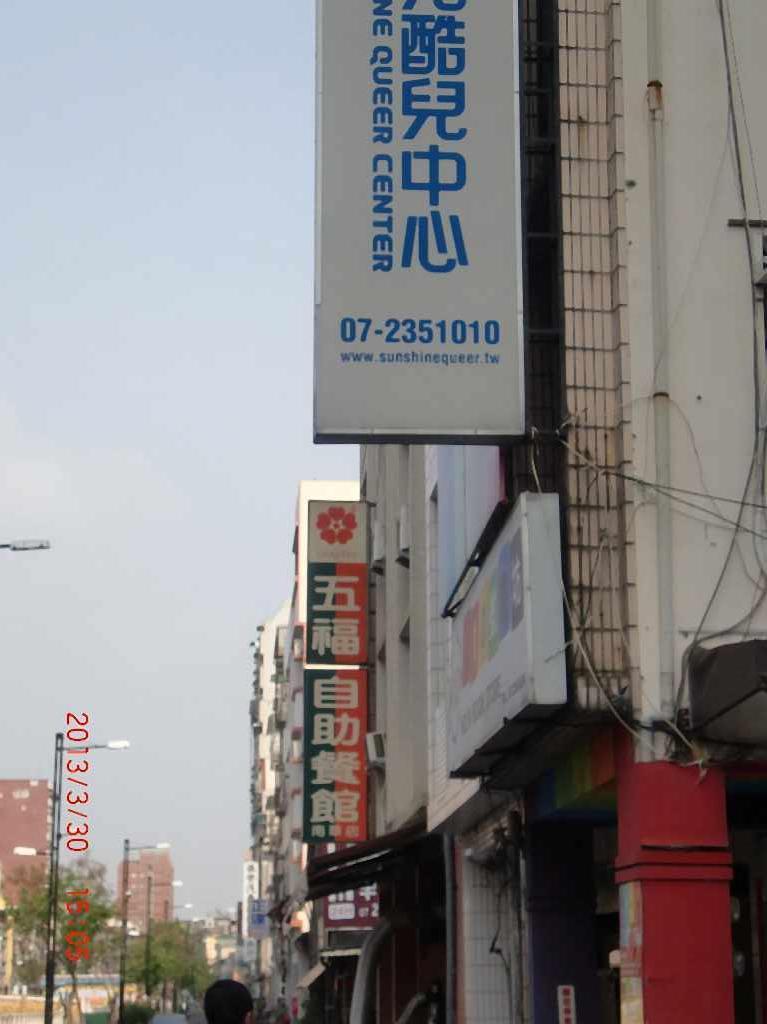 酷兒中心
NE QUEER CENTER
07-2351010
www.sunshinequeer.tw
五福
自助餐館
2013/3/30 15:05